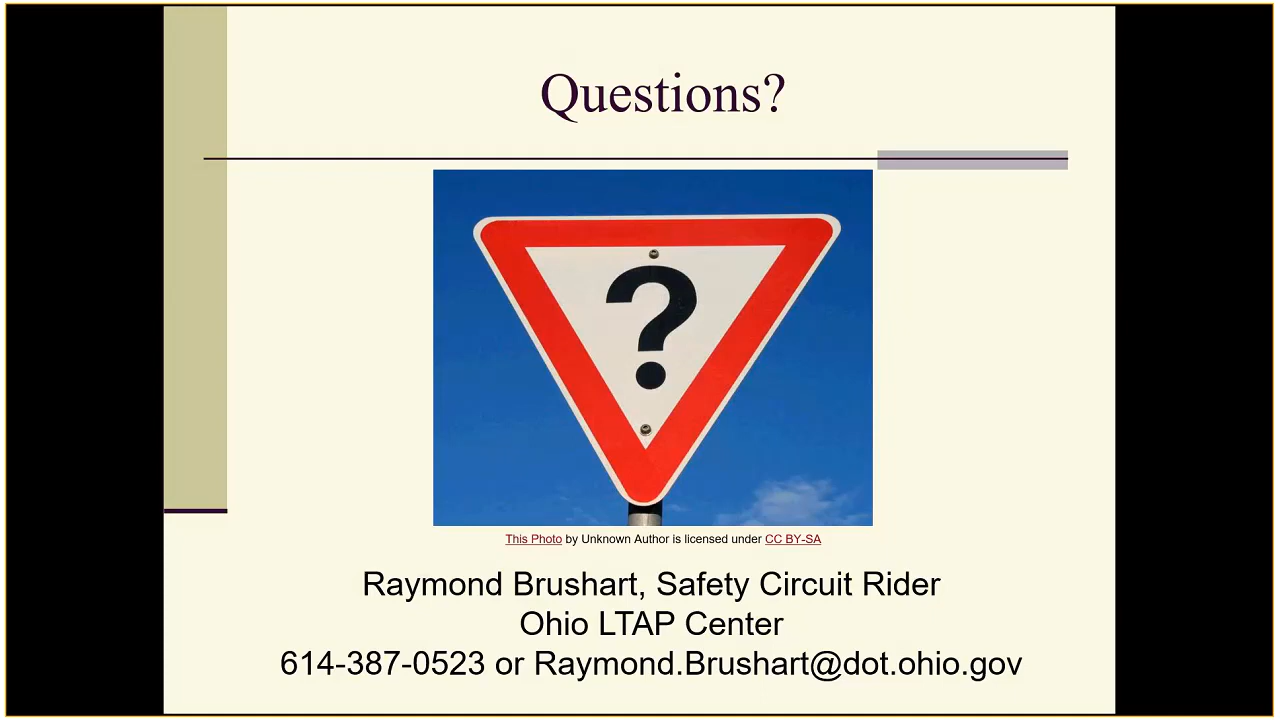 Questions?
?
This Photo by Unknown Author is licensed under CC BY-SA
Raymond Brushart, Safety Circuit Rider
Ohio LTAP Center
614-387-0523 or Raymond.Brushart@dot.ohio.gov